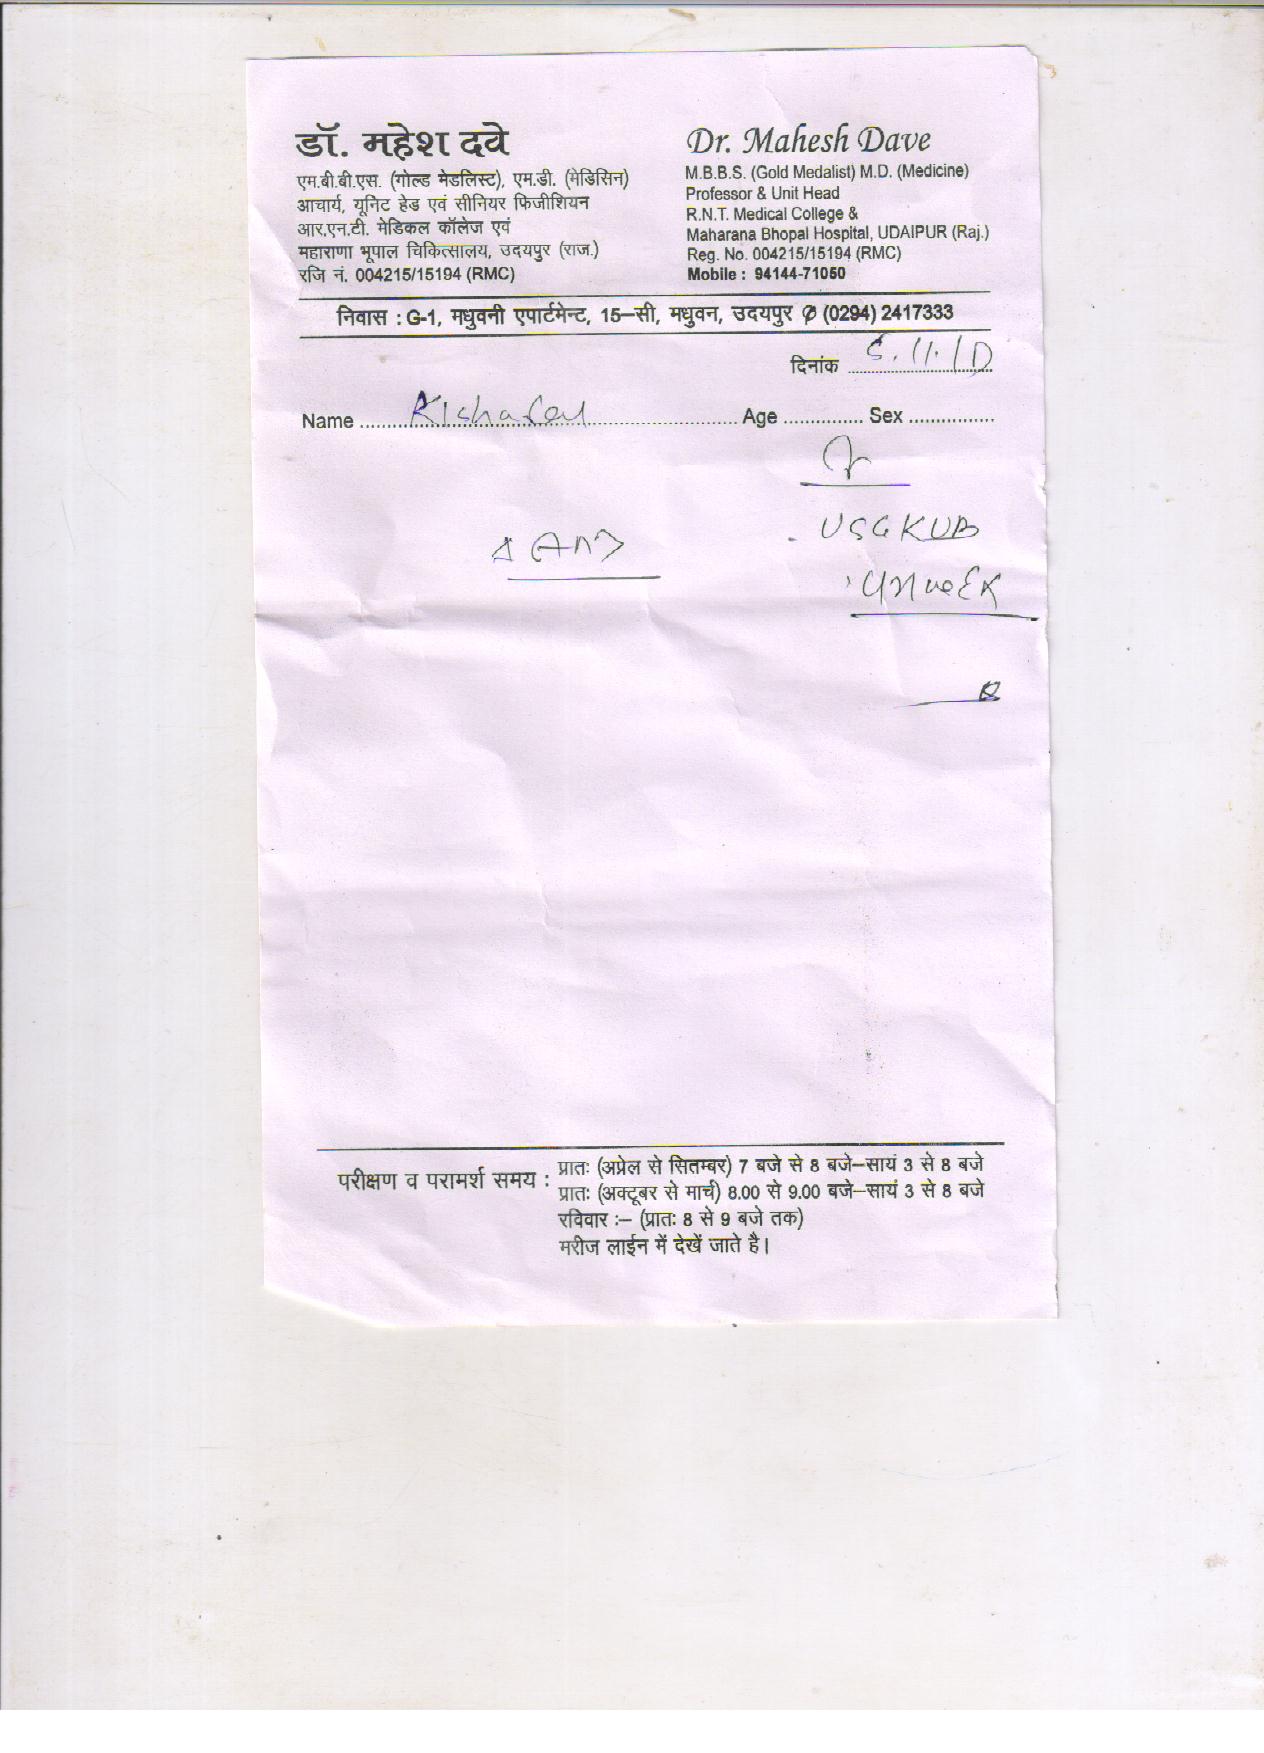 डॉ. महेश दवे
एम.बी.बी.एस. (गोल्ड मेडलिस्ट), एम.डी. (मेडिसिन)
आचार्य, यूनिट हेड एवं सीनियर फिजीशियन
आर.एन.टी. मेडिकल कॉलेज एवं
महाराणा भूपाल चिकित्सालय, उदयपुर (राज.)
रजि नं. 004215/15194 (RMC)
Dr. Mahesh Dave
M.B.B.S. (Gold Medalist) M.D. (Medicine)
Professor & Unit Head
R.N.T. Medical College &
Maharana Bhopal Hospital, UDAIPUR (Raj.)
Reg. No. 004215/15194 (RMC)
Mobile : 94144-71050
निवास : G-1, मधुवनी एपार्टमेन्ट, 15–सी, मधुवन, उदयपुर ✆ (0294) 2417333
दिनांक
Name Age Sex
USG KUB
परीक्षण व परामर्श समय : प्रातः (अप्रेल से सितम्बर) 7 बजे से 8 बजे–सायं 3 से 8 बजे
प्रातः (अक्टूबर से मार्च) 8.00 से 9.00 बजे–सायं 3 से 8 बजे
रविवार :– (प्रातः 8 से 9 बजे तक)
मरीज लाईन में देखें जाते है।